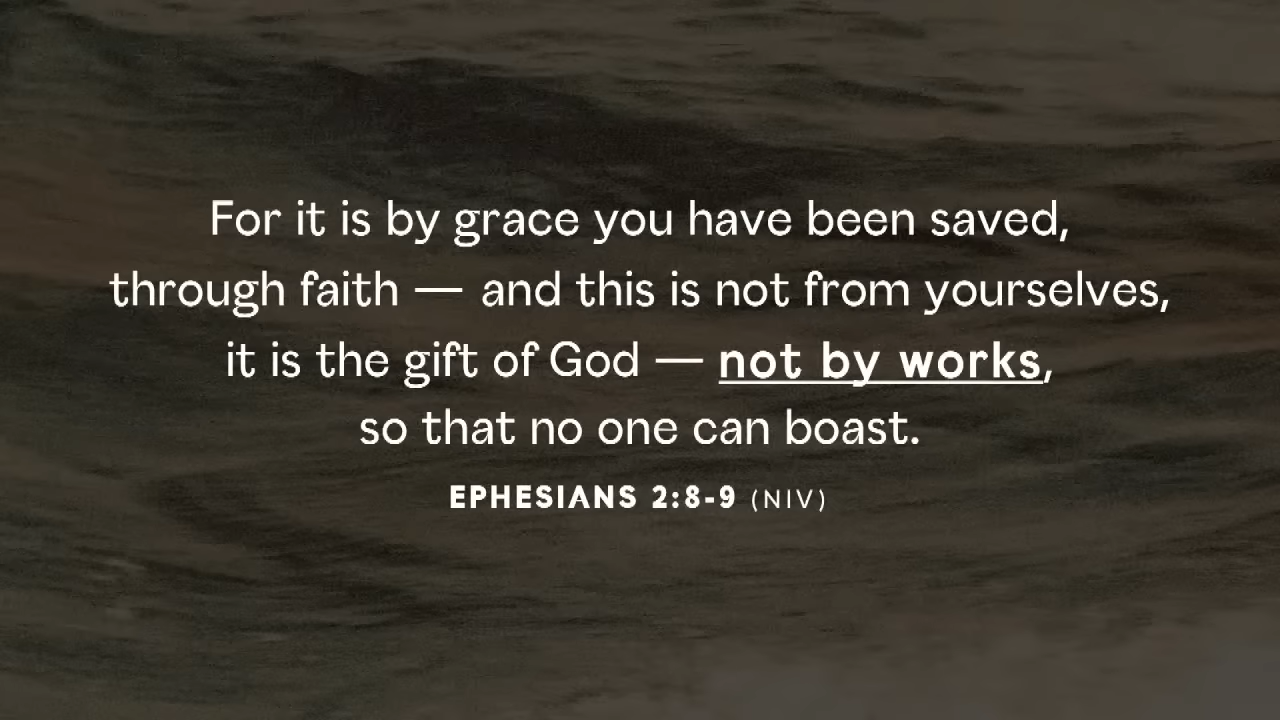 For it is by grace you have been saved,
through faith — and this is not from yourselves,
it is the gift of God — not by works,
so that no one can boast.
EPHESIANS 2:8-9 (NIV)